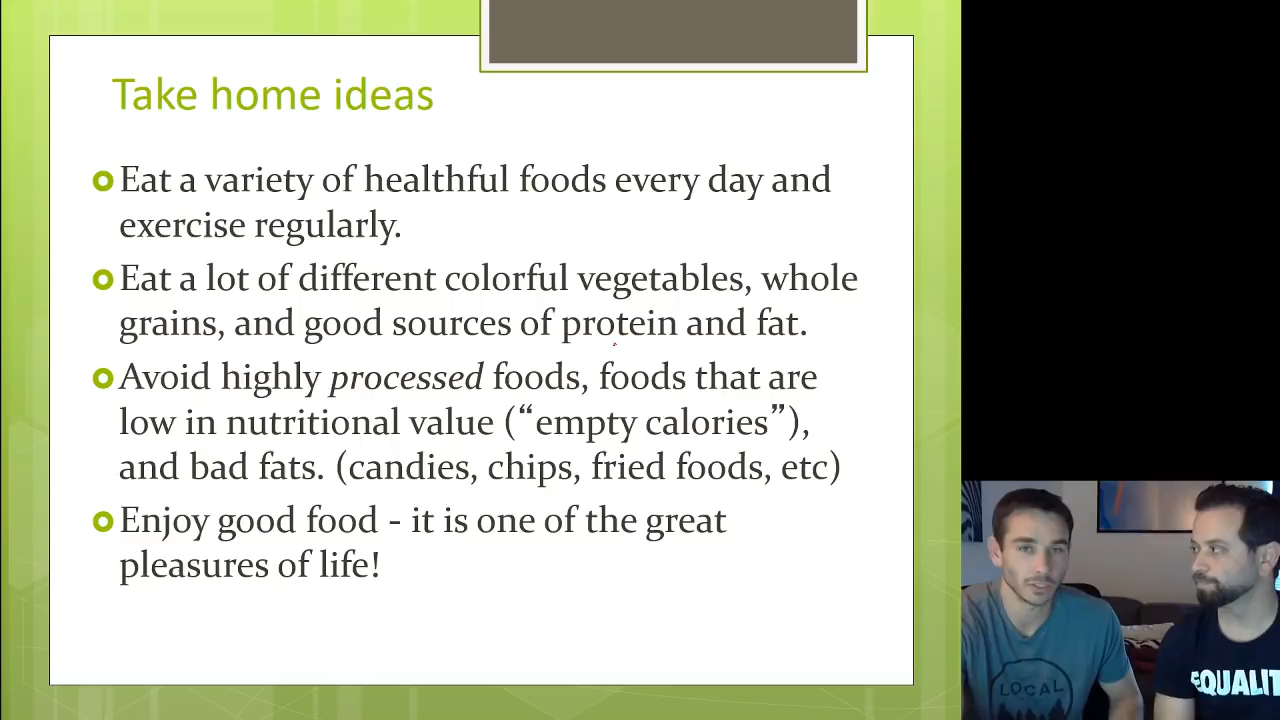 Take home ideas
Eat a variety of healthful foods every day and
exercise regularly.
Eat a lot of different colorful vegetables, whole
grains, and good sources of protein and fat.
Avoid highly processed foods, foods that are
low in nutritional value (“empty calories”),
and bad fats. (candies, chips, fried foods, etc)
Enjoy good food - it is one of the great
pleasures of life!
LOCAL
EQUALIT